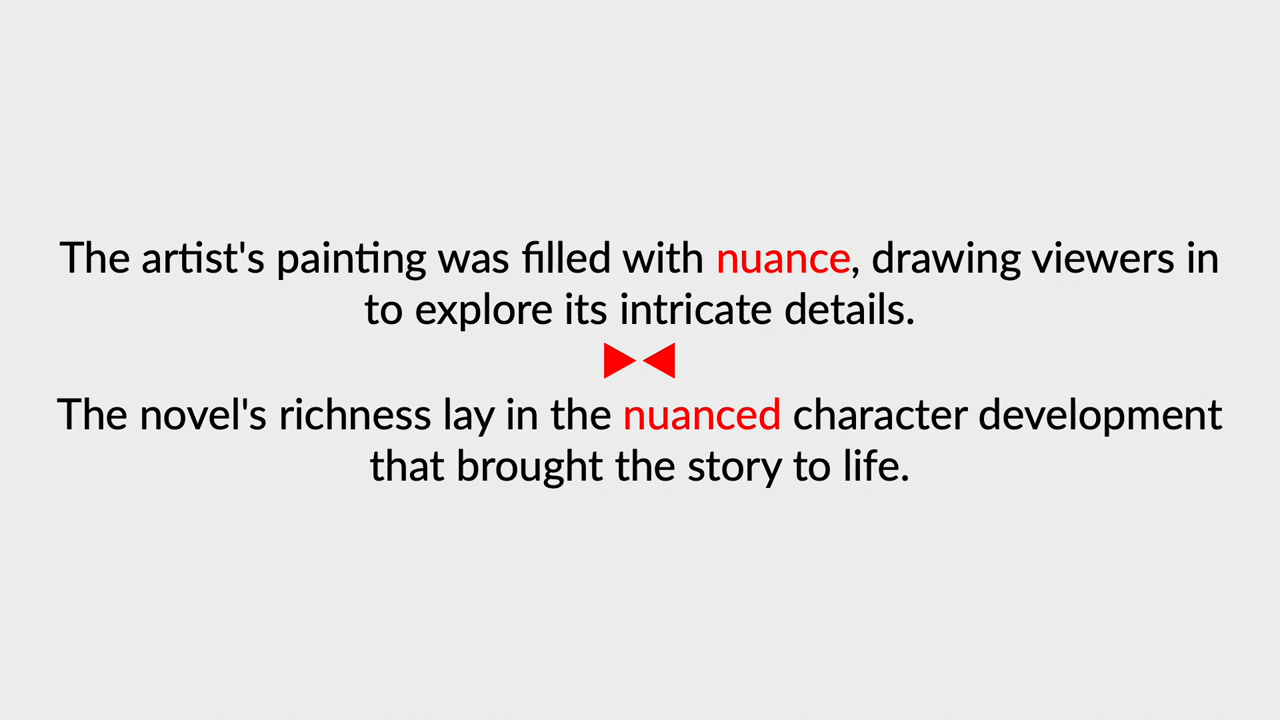 The artist's painting was filled with nuance, drawing viewers in
to explore its intricate details.
The novel's richness lay in the nuanced character development
that brought the story to life.